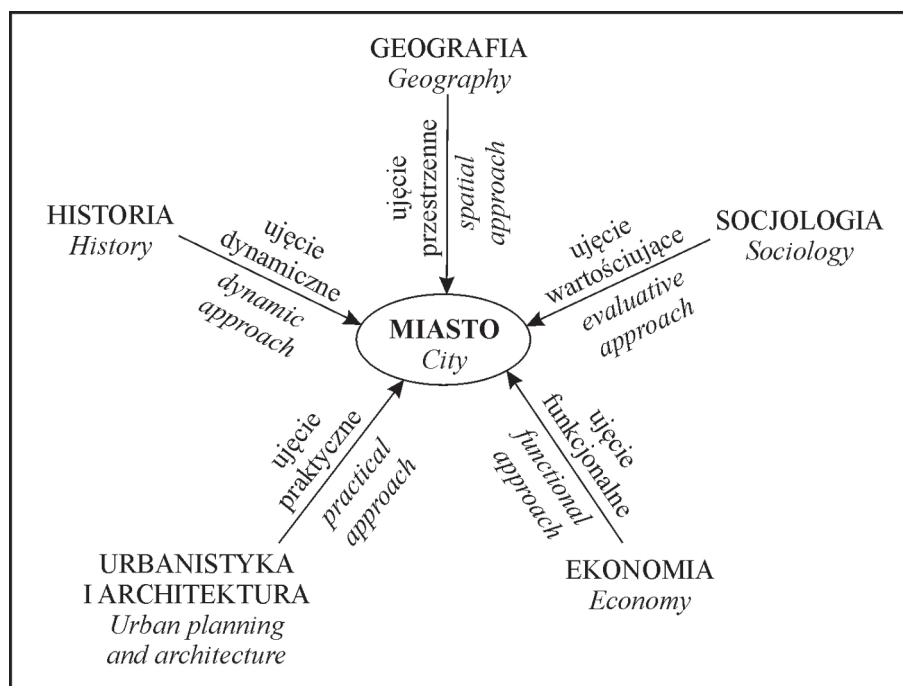 GEOGRAFIA
Geography
ujęcie
przestrzenne
spatial
approach
HISTORIA
History
ujęcie
dynamiczne
dynamic
approach
SOCJOLOGIA
Sociology
ujęcie
wartościujące
evaluative
approach
MIASTO
City
ujęcie
praktyczne
practical
approach
ujęcie
funkcjonalne
functional
approach
URBANISTYKA
I ARCHITEKTURA
Urban planning
and architecture
EKONOMIA
Economy